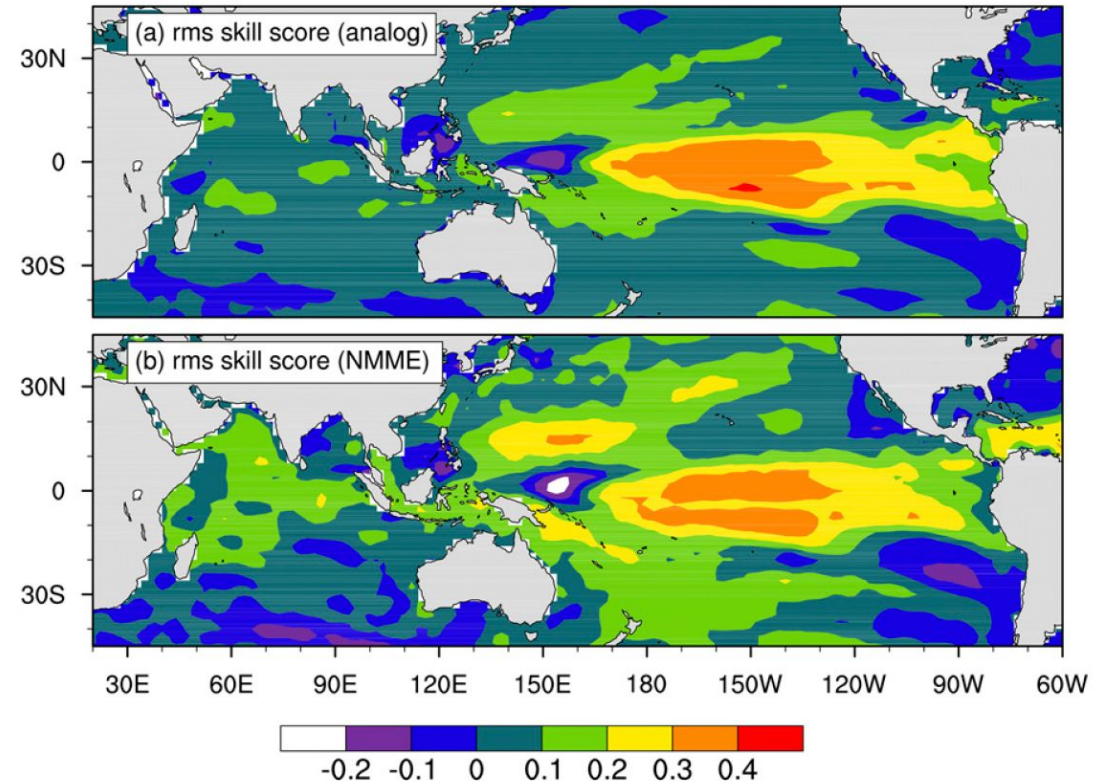 (a) rms skill score (analog)
30N
0
30S
(b) rms skill score (NMME)
30N
0
30S
30E 60E 90E 120E 150E 180 150W 120W 90W 60W
-0.2 -0.1 0 0.1 0.2 0.3 0.4